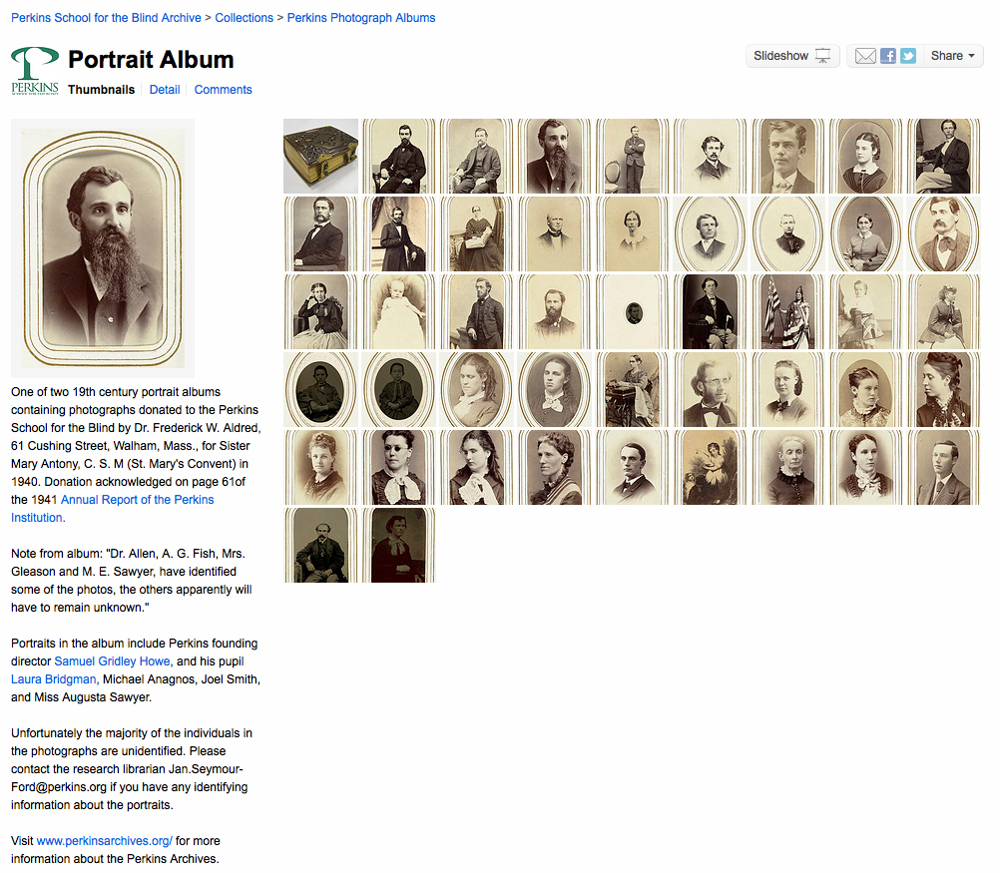 Perkins School for the Blind Archive > Collections > Perkins Photograph Albums
Portrait Album
Slideshow
Share
PERKINS
Thumbnails Detail Comments
One of two 19th century portrait albums
containing photographs donated to the Perkins
School for the Blind by Dr. Frederick W. Aldred,
61 Cushing Street, Walham, Mass., for Sister
Mary Antony, C. S. M (St. Mary's Convent) in
1940. Donation acknowledged on page 61of
the 1941 Annual Report of the Perkins
Institution.
Note from album: "Dr. Allen, A. G. Fish, Mrs.
Gleason and M. E. Sawyer, have identified
some of the photos, the others apparently will
have to remain unknown."
Portraits in the album include Perkins founding
director Samuel Gridley Howe, and his pupil
Laura Bridgman, Michael Anagnos, Joel Smith,
and Miss Augusta Sawyer.
Unfortunately the majority of the individuals in
the photographs are unidentified. Please
contact the research librarian Jan.Seymour-
Ford@perkins.org if you have any identifying
information about the portraits.
Visit www.perkinsarchives.org/ for more
information about the Perkins Archives.